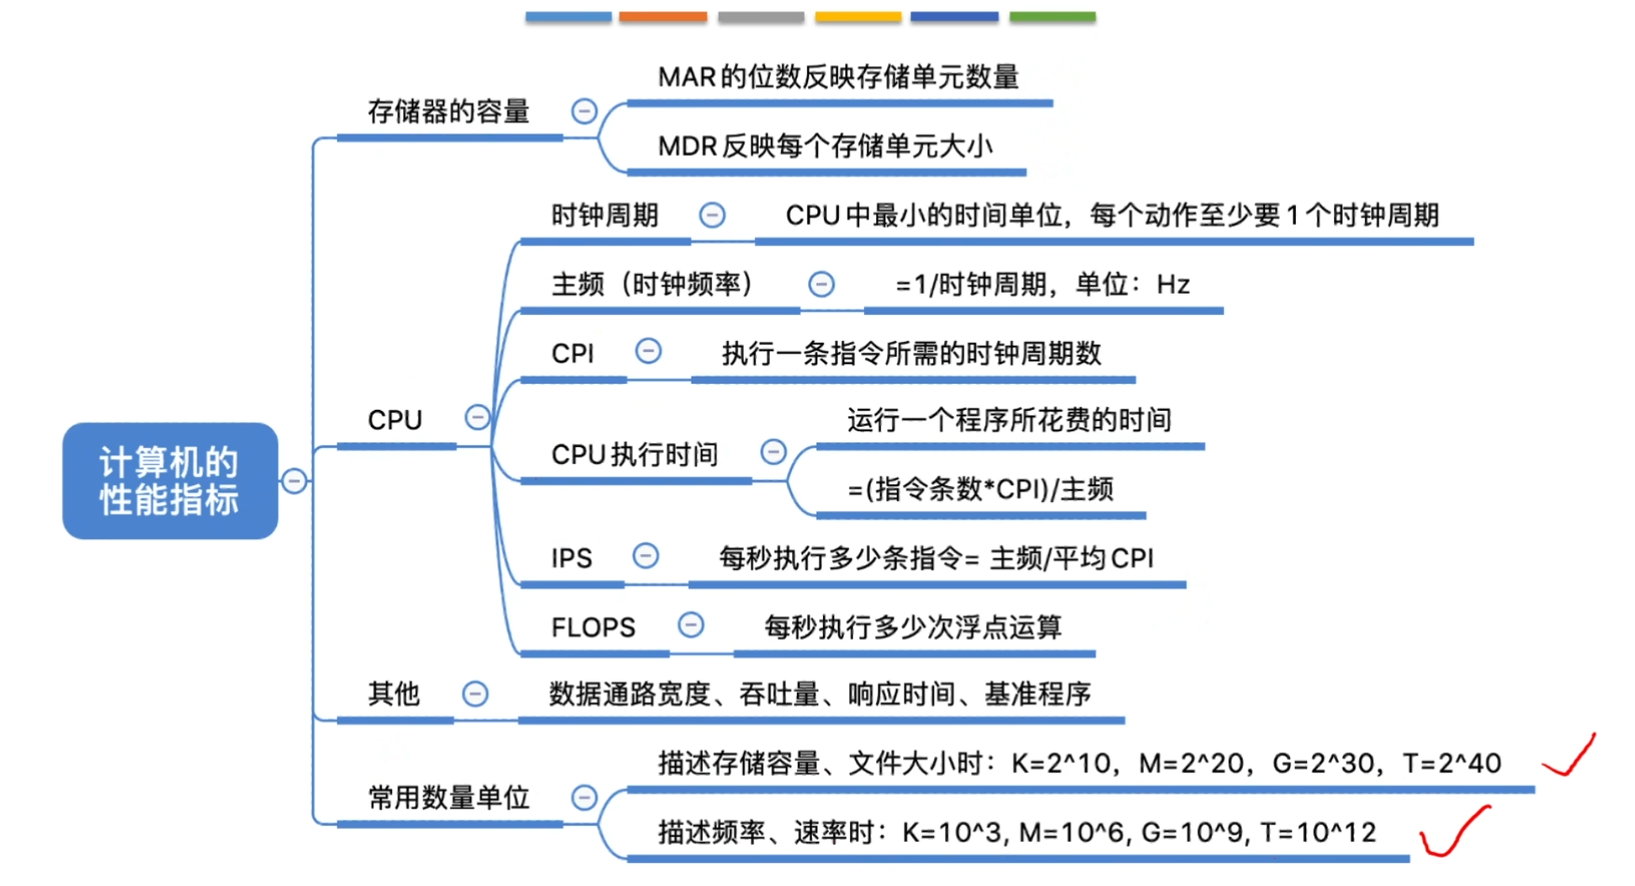 存储器的容量
MAR的位数反映存储单元数量
MDR反映每个存储单元大小
时钟周期
CPU中最小的时间单位，每个动作至少要1个时钟周期
主频（时钟频率）
=1/时钟周期，单位：Hz
CPI
执行一条指令所需的时钟周期数
CPU
运行一个程序所花费的时间
CPU执行时间
=(指令条数*CPI)/主频
计算机的
性能指标
IPS
每秒执行多少条指令= 主频/平均CPI
FLOPS
每秒执行多少次浮点运算
其他
数据通路宽度、吞吐量、响应时间、基准程序
常用数量单位
描述存储容量、文件大小时：K=2^10，M=2^20，G=2^30，T=2^40
描述频率、速率时：K=10^3, M=10^6, G=10^9, T=10^12